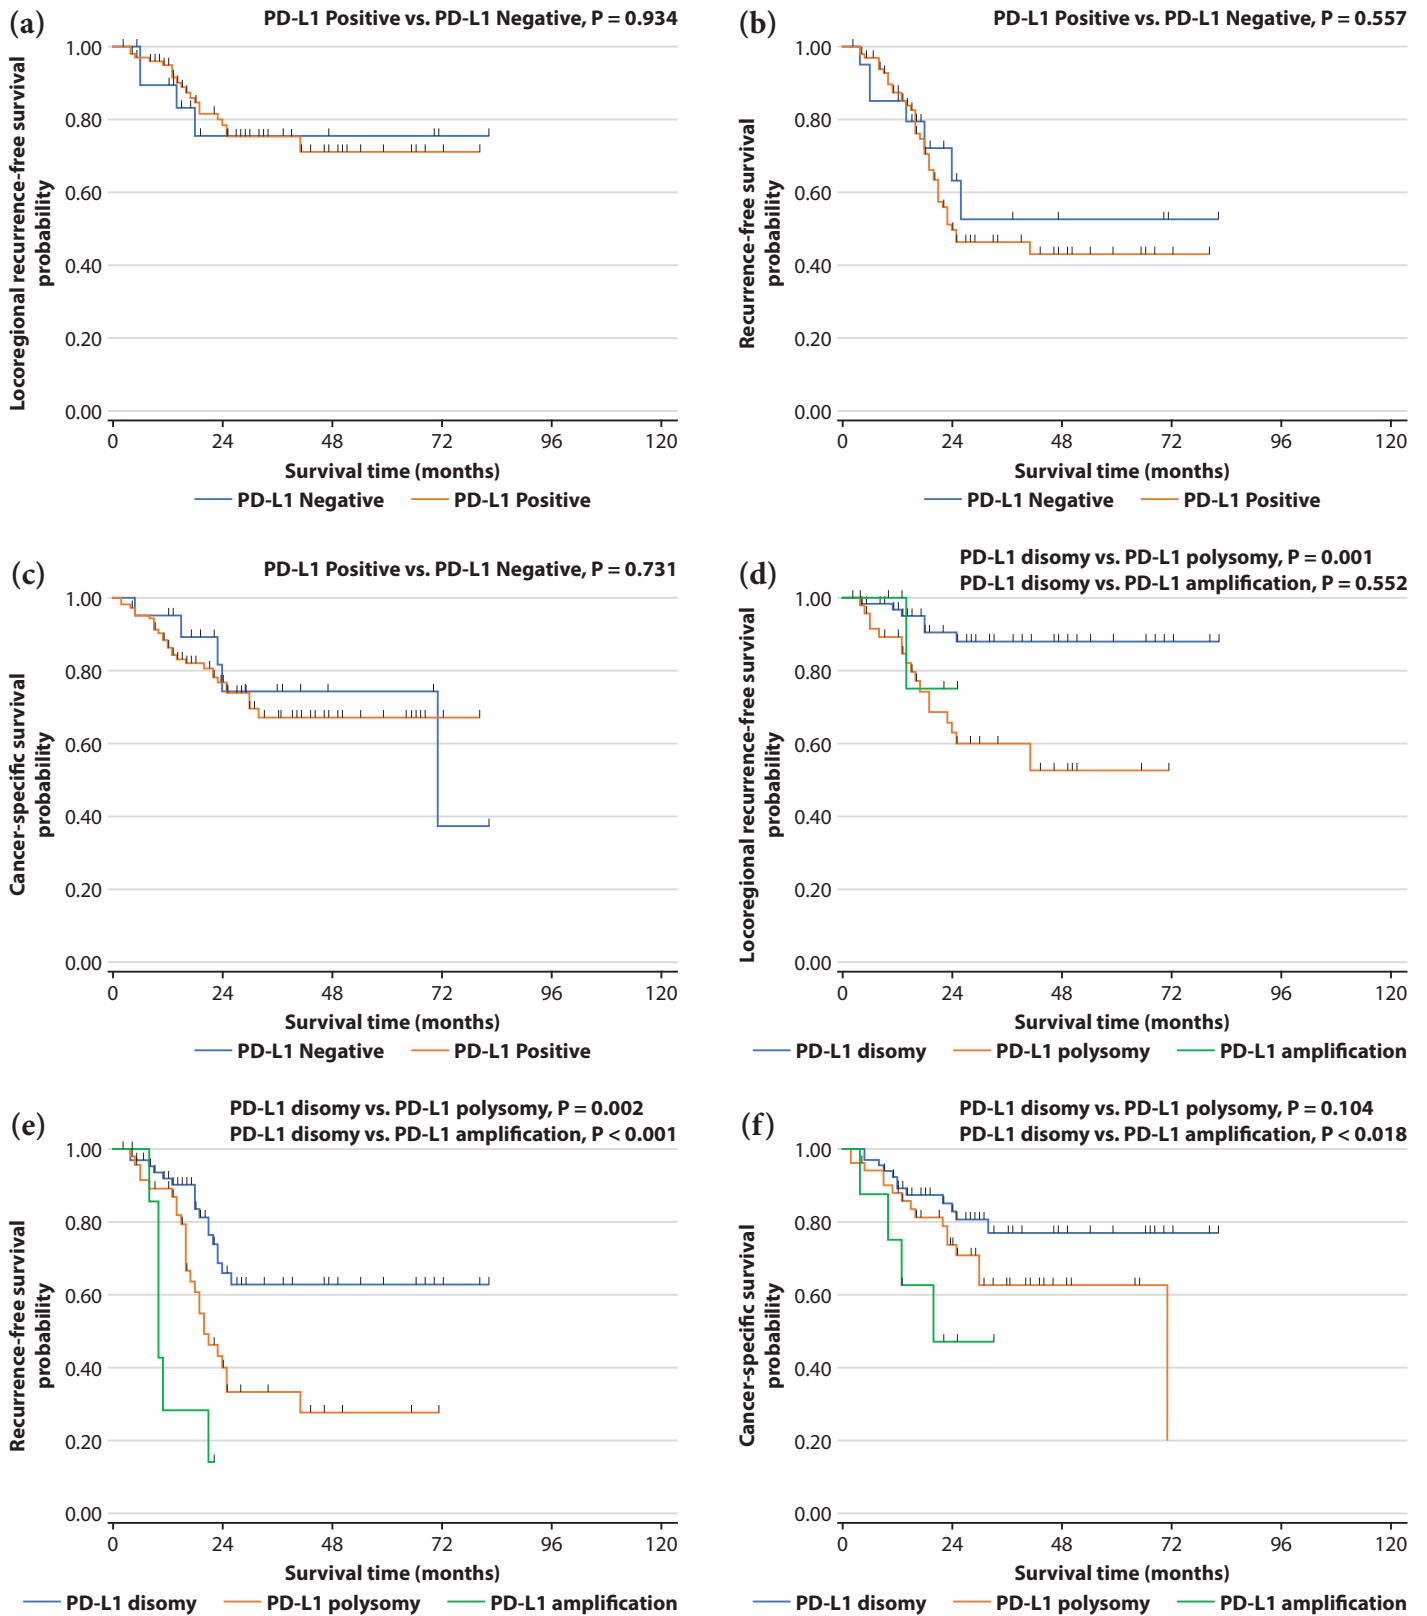 (a)
PD-L1 Positive vs. PD-L1 Negative, P = 0.934
Locoregional recurrence-free survival
probability
1.00
0.80
0.60
0.40
0.20
0.00
0 24 48 72 96 120
Survival time (months)
PD-L1 Negative PD-L1 Positive
(b)
PD-L1 Positive vs. PD-L1 Negative, P = 0.557
Recurrence-free survival
probability
1.00
0.80
0.60
0.40
0.20
0.00
0 24 48 72 96 120
Survival time (months)
PD-L1 Negative PD-L1 Positive
(c)
PD-L1 Positive vs. PD-L1 Negative, P = 0.731
Cancer-specific survival
probability
1.00
0.80
0.60
0.40
0.20
0.00
0 24 48 72 96 120
Survival time (months)
PD-L1 Negative PD-L1 Positive
(d)
PD-L1 disomy vs. PD-L1 polysomy, P = 0.001
PD-L1 disomy vs. PD-L1 amplification, P = 0.552
Locoregional recurrence-free survival
probability
1.00
0.80
0.60
0.40
0.20
0.00
0 24 48 72 96 120
Survival time (months)
PD-L1 disomy PD-L1 polysomy PD-L1 amplification
(e)
PD-L1 disomy vs. PD-L1 polysomy, P = 0.002
PD-L1 disomy vs. PD-L1 amplification, P < 0.001
Recurrence-free survival
probability
1.00
0.80
0.60
0.40
0.20
0.00
0 24 48 72 96 120
Survival time (months)
PD-L1 disomy PD-L1 polysomy PD-L1 amplification
(f)
PD-L1 disomy vs. PD-L1 polysomy, P = 0.104
PD-L1 disomy vs. PD-L1 amplification, P < 0.018
Cancer-specific survival
probability
1.00
0.80
0.60
0.40
0.20
0.00
0 24 48 72 96 120
Survival time (months)
PD-L1 disomy PD-L1 polysomy PD-L1 amplification